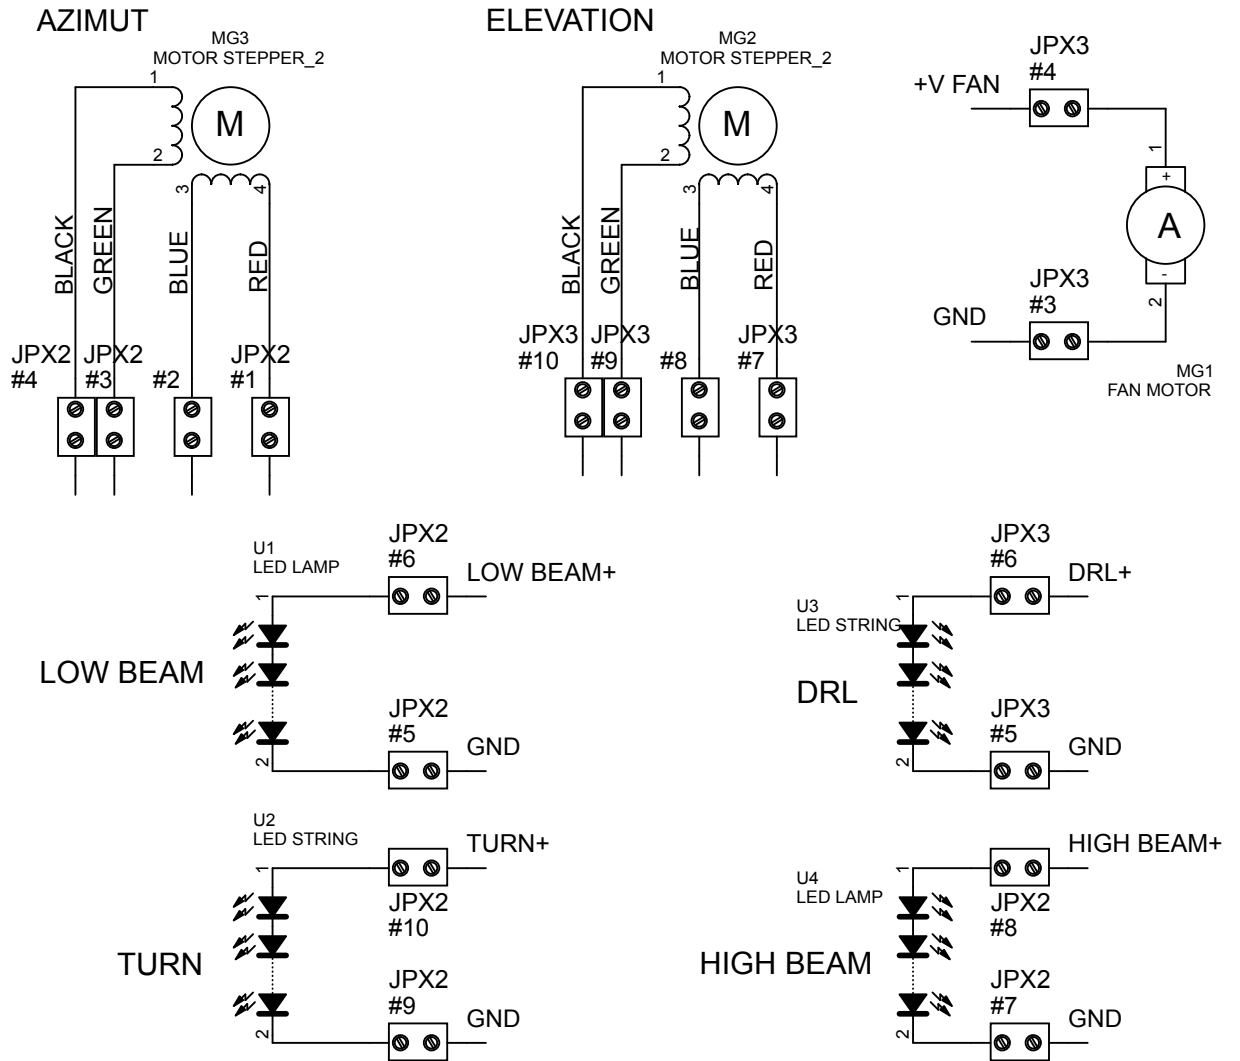 AZIMUT
MG3
MOTOR STEPPER_2
1
M
2
3
4
BLACK
GREEN
BLUE
RED
JPX2
#4
JPX2
#3
#2
JPX2
#1
ELEVATION
MG2
MOTOR STEPPER_2
1
M
2
3
4
BLACK
GREEN
BLUE
RED
JPX3
#10
JPX3
#9
#8
JPX3
#7
JPX3
#4
+V FAN
1
+
A
-
2
JPX3
#3
GND
MG1
FAN MOTOR
U1
LED LAMP
JPX2
#6
LOW BEAM+
1
LOW BEAM
JPX2
#5
GND
2
JPX3
#6
DRL+
1
U3
LED STRING
DRL
JPX3
#5
GND
2
U2
LED STRING
TURN+
1
JPX2
#10
TURN
JPX2
#9
GND
2
HIGH BEAM+
1
U4
LED LAMP
JPX2
#8
HIGH BEAM
JPX2
#7
GND
2